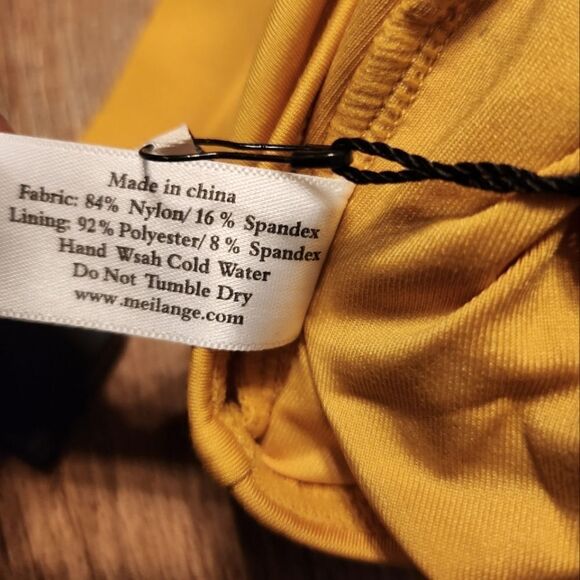 Made in china
Fabric: 84% Nylon/ 16 % Spandex
Lining: 92% Polyester/ 8 % Spandex
Hand Wsah Cold Water
Do Not Tumble Dry
www.meilange.com